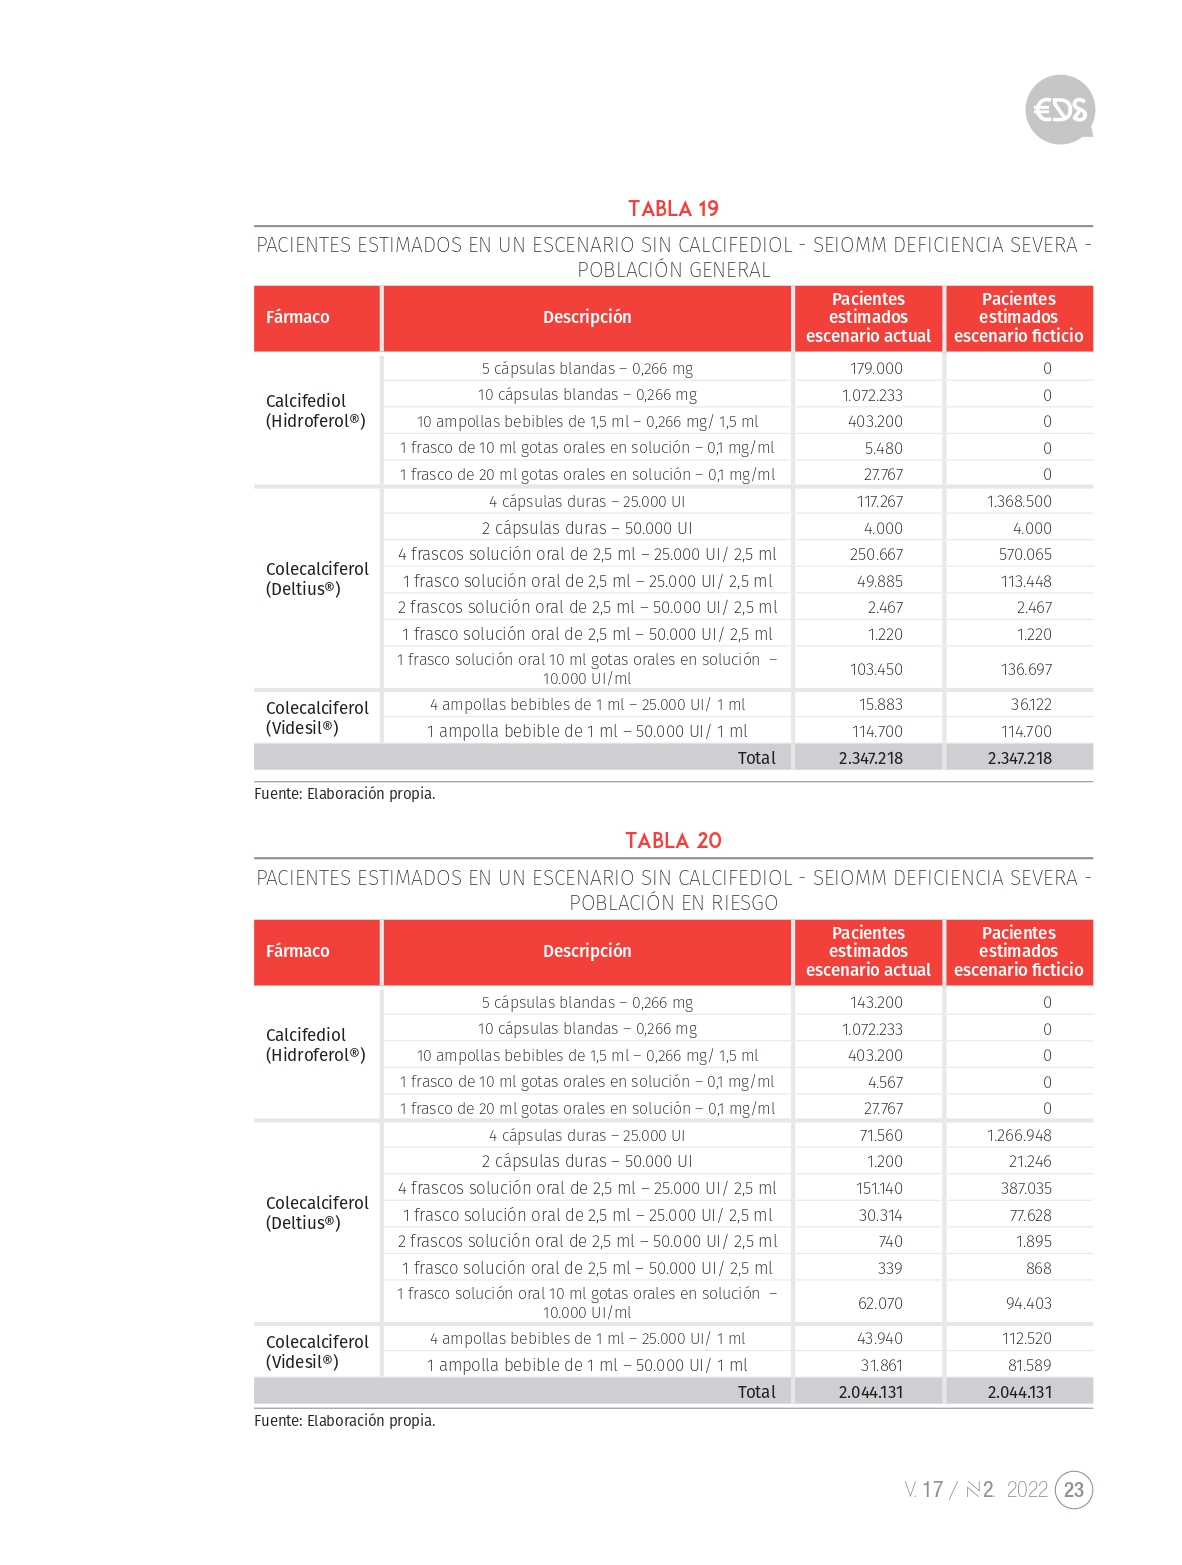 €DS
TABLA 19
PACIENTES ESTIMADOS EN UN ESCENARIO SIN CALCIFEDIOL - SEIOMM DEFICIENCIA SEVERA -
POBLACIÓN GENERAL
Fármaco Descripción Pacientes estimados escenario actual Pacientes estimados escenario ficticio
Calcifediol (Hidroferol®)
5 cápsulas blandas – 0,266 mg 179.000 0
10 cápsulas blandas – 0,266 mg 1.072.233 0
10 ampollas bebibles de 1,5 ml – 0,266 mg/ 1,5 ml 403.200 0
1 frasco de 10 ml gotas orales en solución – 0,1 mg/ml 5.480 0
1 frasco de 20 ml gotas orales en solución – 0,1 mg/ml 27.767 0
Colecalciferol (Deltius®)
4 cápsulas duras – 25.000 UI 117.267 1.368.500
2 cápsulas duras – 50.000 UI 4.000 4.000
4 frascos solución oral de 2,5 ml – 25.000 UI/ 2,5 ml 250.667 570.065
1 frasco solución oral de 2,5 ml – 25.000 UI/ 2,5 ml 49.885 113.448
2 frascos solución oral de 2,5 ml – 50.000 UI/ 2,5 ml 2.467 2.467
1 frasco solución oral de 2,5 ml – 50.000 UI/ 2,5 ml 1.220 1.220
1 frasco solución oral 10 ml gotas orales en solución –
10.000 UI/ml 103.450 136.697
Colecalciferol (Videsil®)
4 ampollas bebibles de 1 ml – 25.000 UI/ 1 ml 15.883 36.122
1 ampolla bebible de 1 ml – 50.000 UI/ 1 ml 114.700 114.700
Total 2.347.218 2.347.218
Fuente: Elaboración propia.
TABLA 20
PACIENTES ESTIMADOS EN UN ESCENARIO SIN CALCIFEDIOL - SEIOMM DEFICIENCIA SEVERA -
POBLACIÓN EN RIESGO
Fármaco Descripción Pacientes estimados escenario actual Pacientes estimados escenario ficticio
Calcifediol (Hidroferol®)
5 cápsulas blandas – 0,266 mg 143.200 0
10 cápsulas blandas – 0,266 mg 1.072.233 0
10 ampollas bebibles de 1,5 ml – 0,266 mg/ 1,5 ml 403.200 0
1 frasco de 10 ml gotas orales en solución – 0,1 mg/ml 4.567 0
1 frasco de 20 ml gotas orales en solución – 0,1 mg/ml 27.767 0
Colecalciferol (Deltius®)
4 cápsulas duras – 25.000 UI 71.560 1.266.948
2 cápsulas duras – 50.000 UI 1.200 21.246
4 frascos solución oral de 2,5 ml – 25.000 UI/ 2,5 ml 151.140 387.035
1 frasco solución oral de 2,5 ml – 25.000 UI/ 2,5 ml 30.314 77.628
2 frascos solución oral de 2,5 ml – 50.000 UI/ 2,5 ml 740 1.895
1 frasco solución oral de 2,5 ml – 50.000 UI/ 2,5 ml 339 868
1 frasco solución oral 10 ml gotas orales en solución –
10.000 UI/ml 62.070 94.403
Colecalciferol (Videsil®)
4 ampollas bebibles de 1 ml – 25.000 UI/ 1 ml 43.940 112.520
1 ampolla bebible de 1 ml – 50.000 UI/ 1 ml 31.861 81.589
Total 2.044.131 2.044.131
Fuente: Elaboración propia.
V. 17 / N2. 2022 23